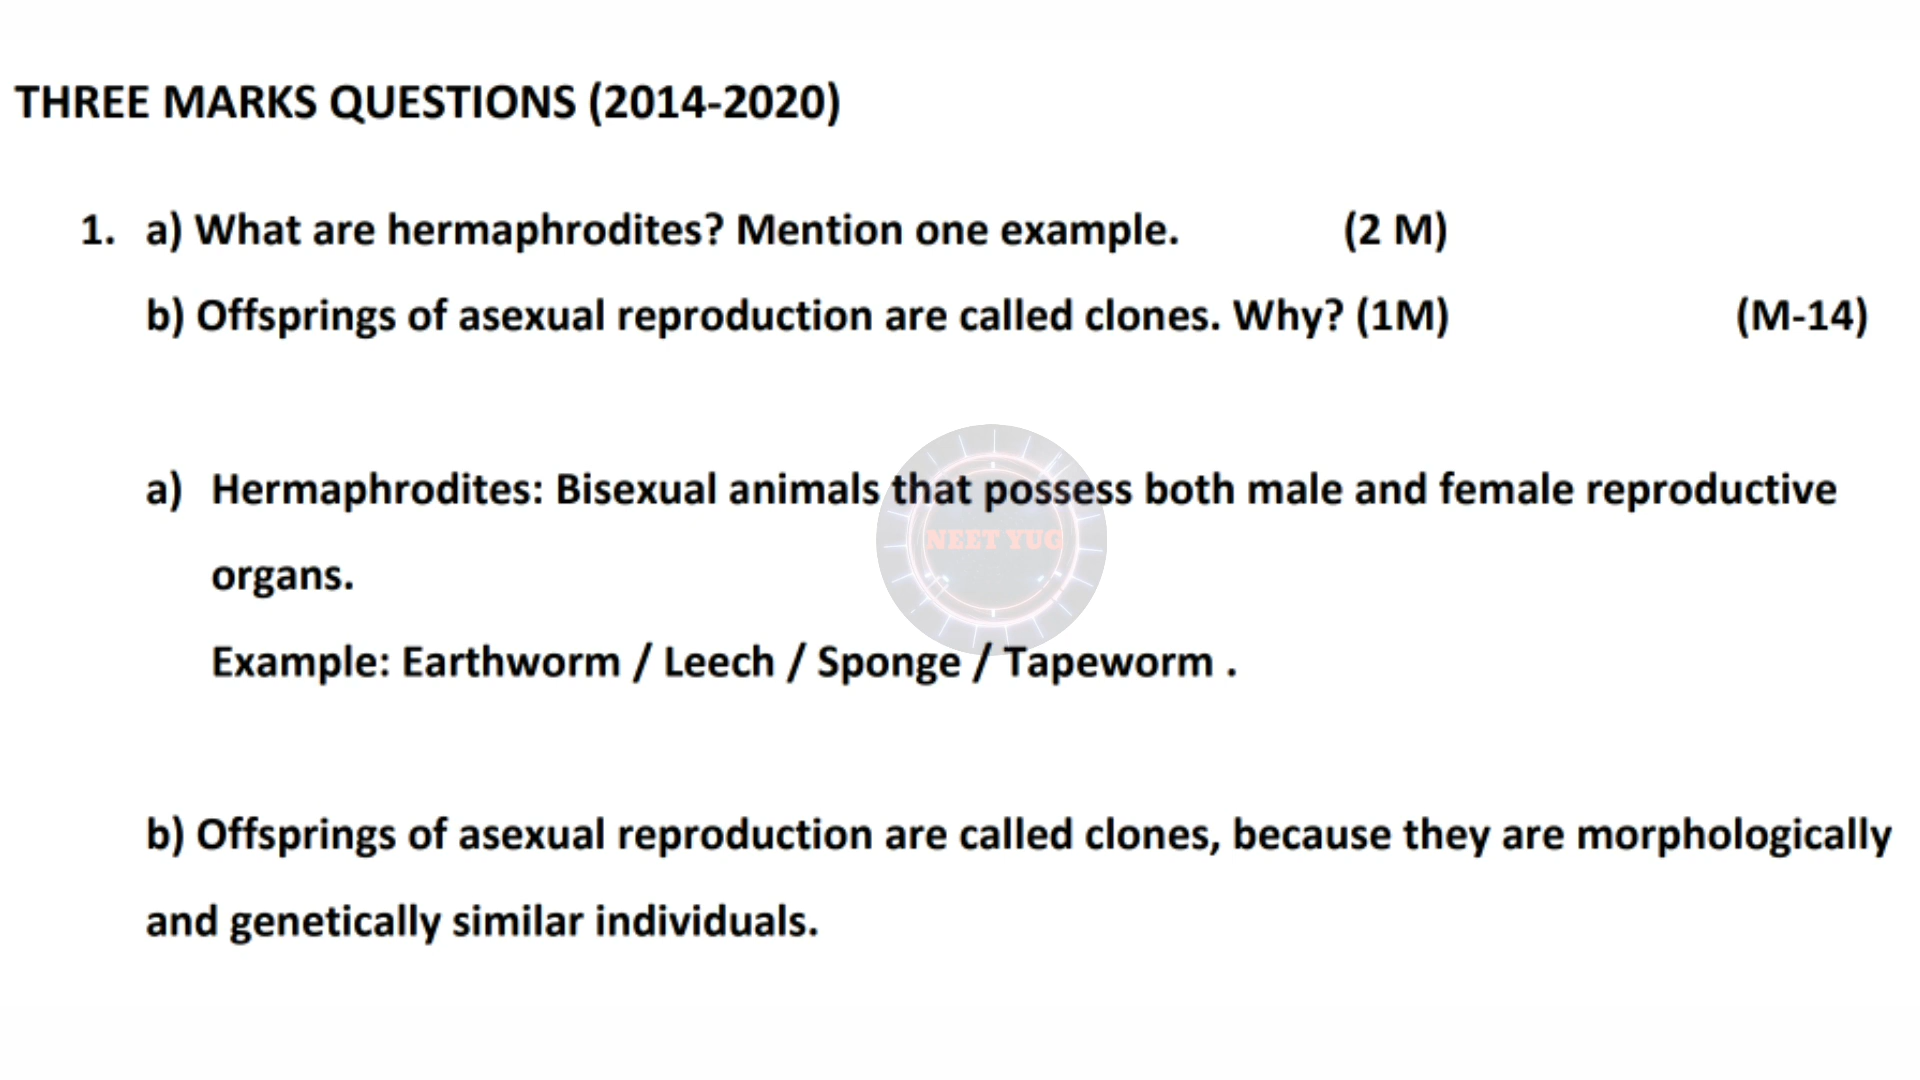 THREE MARKS QUESTIONS (2014-2020)
1. a) What are hermaphrodites? Mention one example. (2 M)
b) Offsprings of asexual reproduction are called clones. Why? (1M) (M-14)
a) Hermaphrodites: Bisexual animals that possess both male and female reproductive
NEET YUG
organs.
Example: Earthworm / Leech / Sponge / Tapeworm .
b) Offsprings of asexual reproduction are called clones, because they are morphologically
and genetically similar individuals.